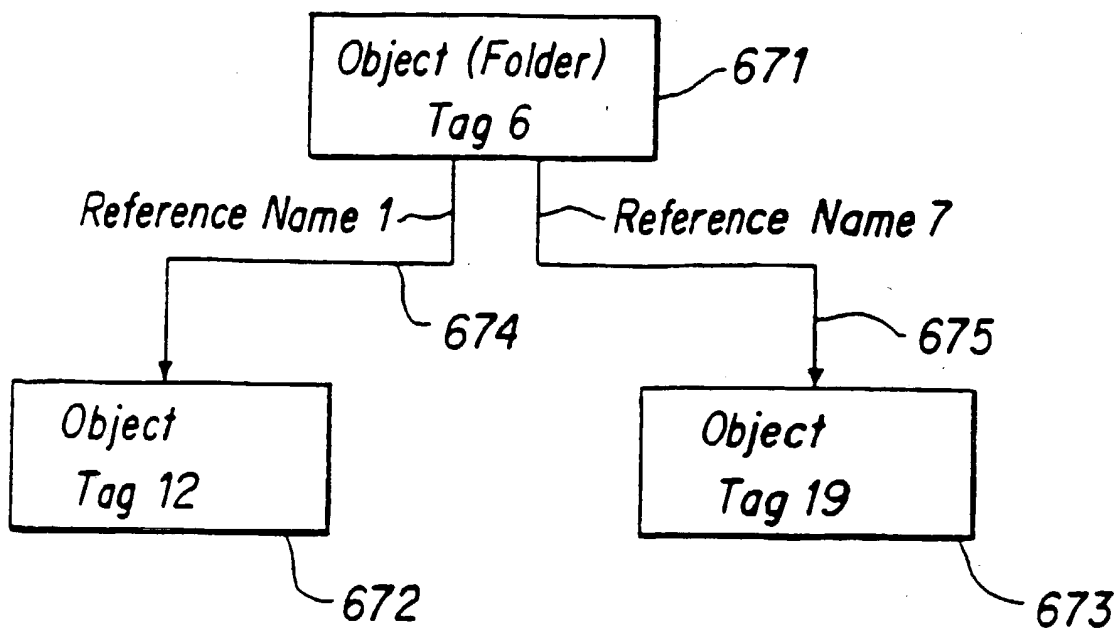 Object (Folder)
Tag 6
671
Reference Name 1
Reference Name 7
674
675
Object
Tag 12
Object
Tag 19
672
673